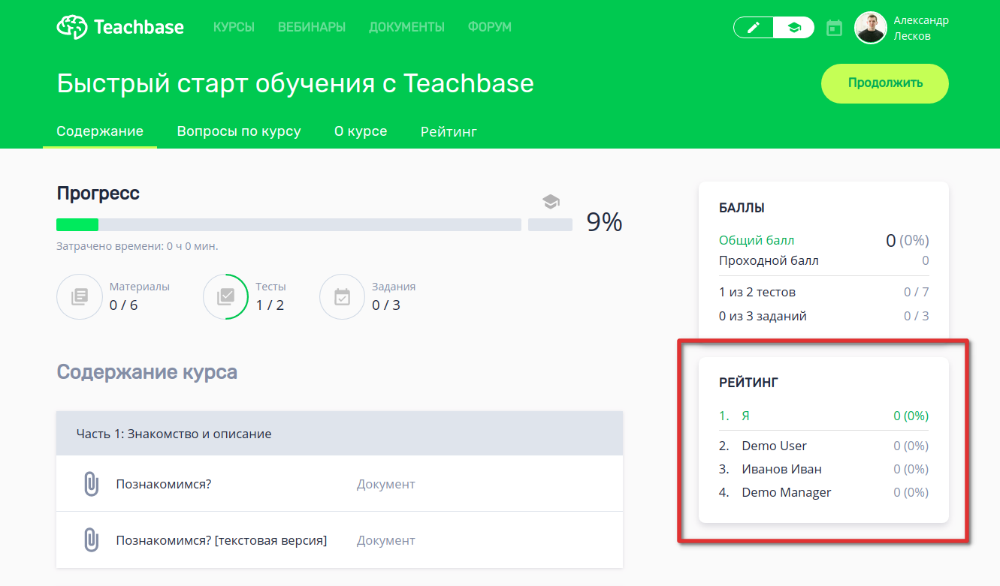 Teachbase
КУРСЫ
ВЕБИНАРЫ
ДОКУМЕНТЫ
ФОРУМ
Александр
Лесков
Быстрый старт обучения с Teachbase
Продолжить
Содержание
Вопросы по курсу
О курсе
Рейтинг
Прогресс
9%
Затрачено времени: 0 ч 0 мин.
Материалы
0 / 6
Тесты
1 / 2
Задания
0 / 3
Содержание курса
Часть 1: Знакомство и описание
Познакомимся? Документ
Познакомимся? [текстовая версия] Документ
БАЛЛЫ
Общий балл 0 (0%)
Проходной балл 0
1 из 2 тестов 0 / 7
0 из 3 заданий 0 / 3
РЕЙТИНГ
1. Я 0 (0%)
2. Demo User 0 (0%)
3. Иванов Иван 0 (0%)
4. Demo Manager 0 (0%)